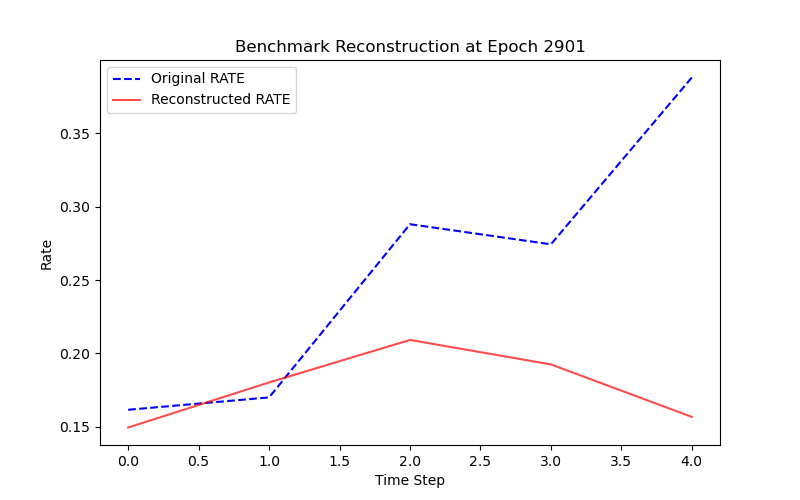 Benchmark Reconstruction at Epoch 2901
Original RATE
Reconstructed RATE
0.35
0.30
0.25
0.20
0.15
Rate
0.0 0.5 1.0 1.5 2.0 2.5 3.0 3.5 4.0
Time Step